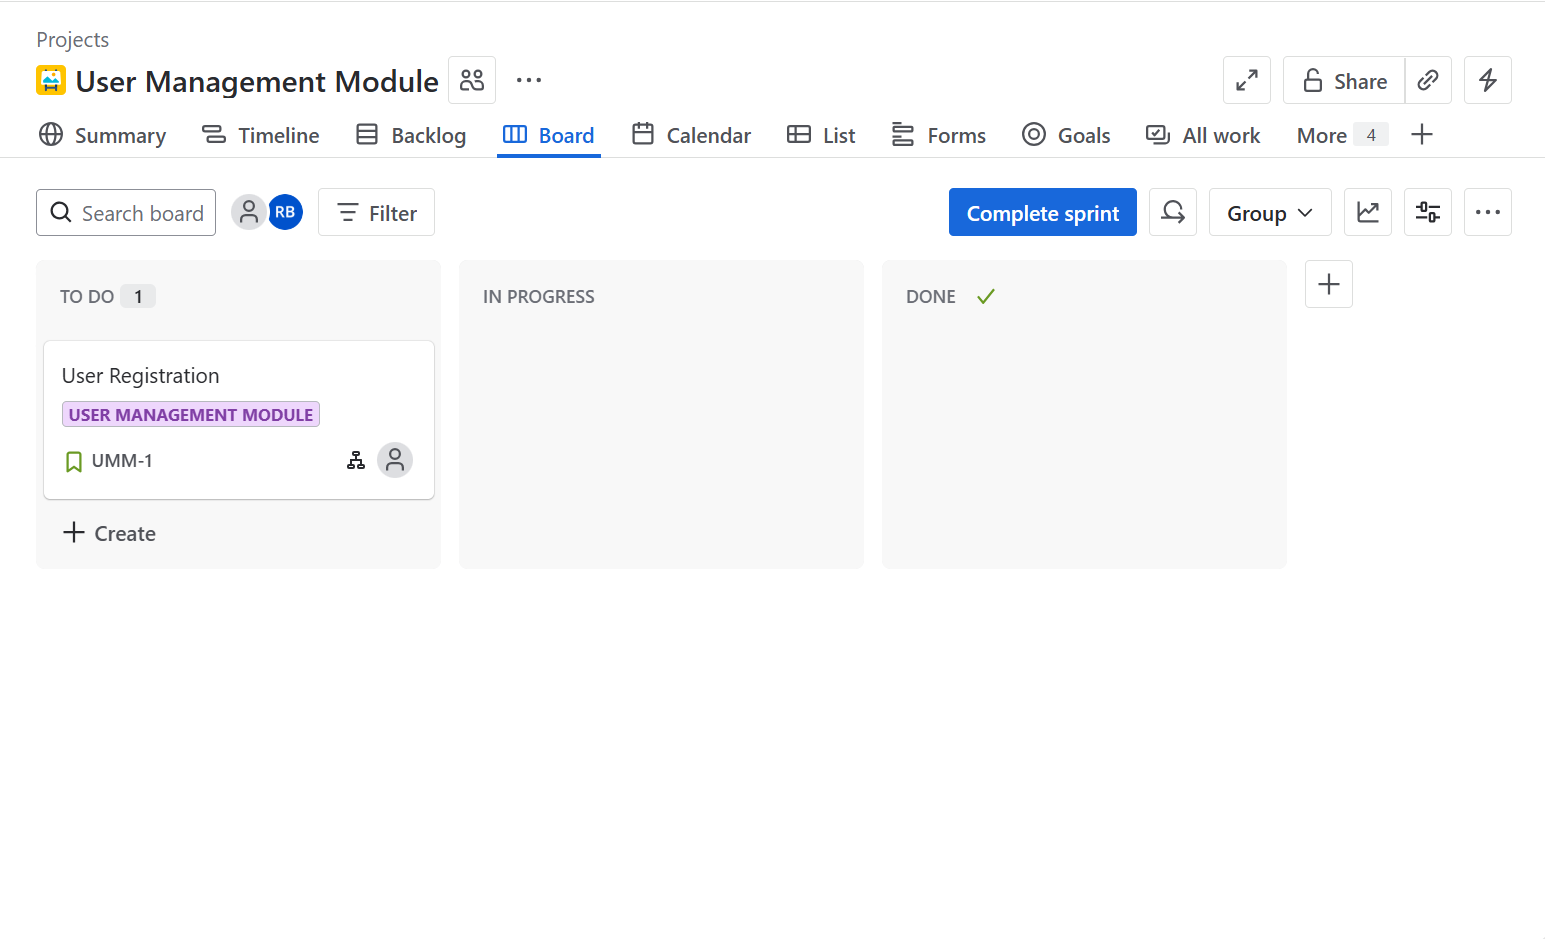 Projects
User Management Module
Share
Summary Timeline Backlog Board Calendar List Forms Goals All work More 4
Search board RB Filter Complete sprint Group
TO DO 1 IN PROGRESS DONE
User Registration
USER MANAGEMENT MODULE
UMM-1
Create